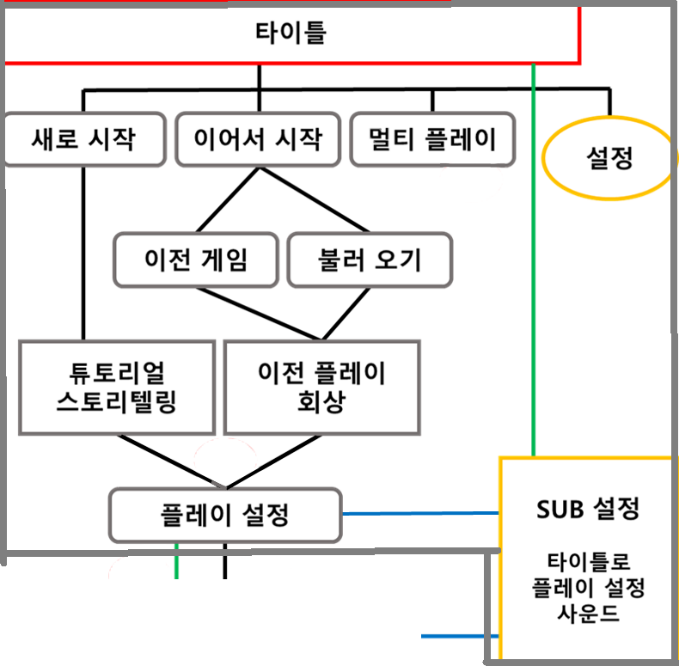 타이틀
새로 시작
이어서 시작
멀티 플레이
설정
이전 게임
불러 오기
튜토리얼
스토리텔링
이전 플레이
회상
플레이 설정
SUB 설정
타이틀로
플레이 설정
사운드